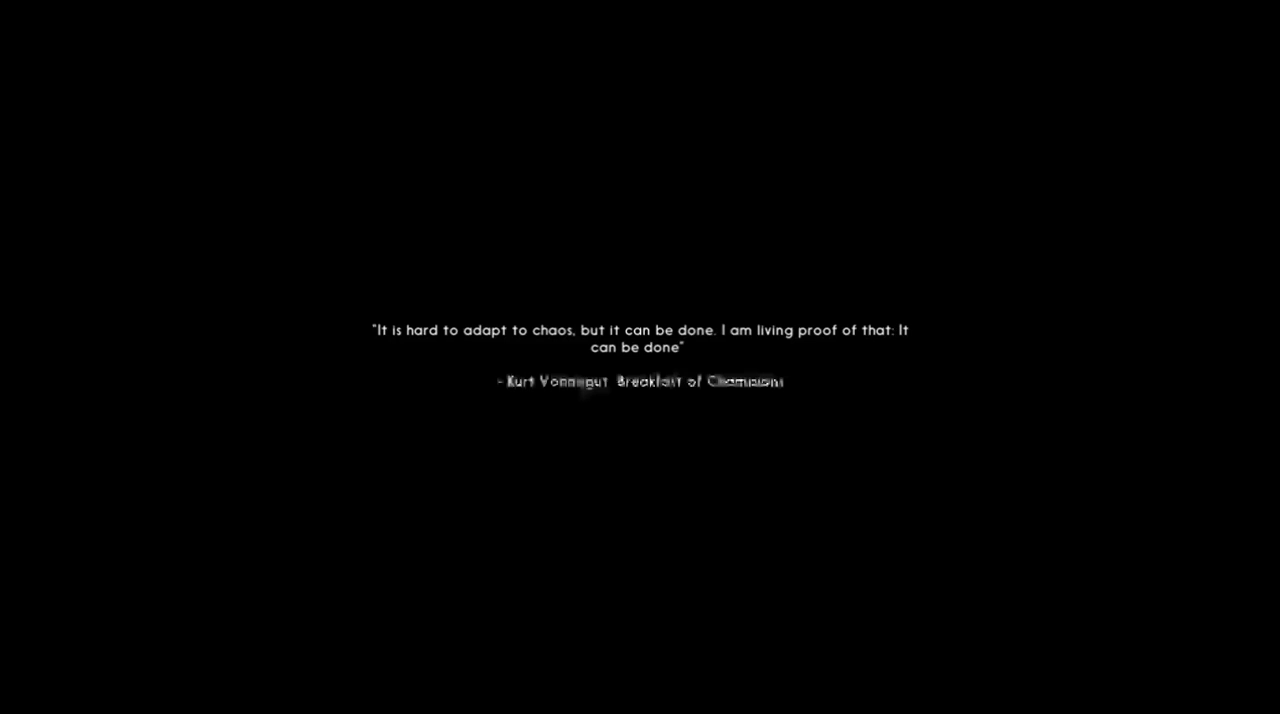 "It is hard to adapt to chaos, but it can be done. I am living proof of that: It
can be done"
- Kurt Vonnegut, Breakfast of Champions